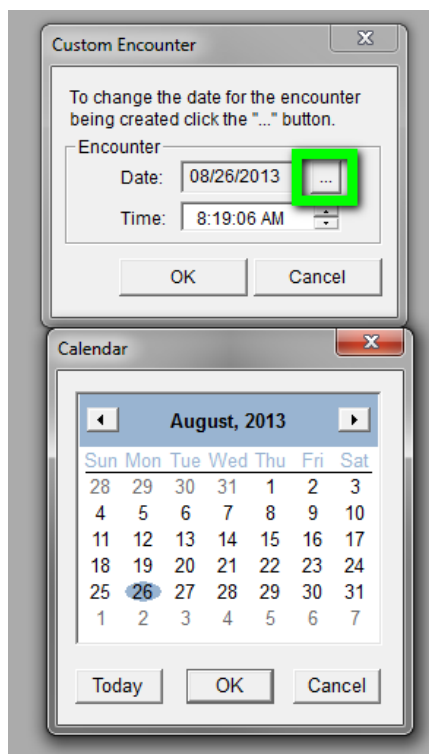 Custom Encounter
To change the date for the encounter
being created click the "..." button.
Encounter
Date: 08/26/2013 ...
Time: 8:19:06 AM
OK Cancel
Calendar
August, 2013
Sun Mon Tue Wed Thu Fri Sat
28 29 30 31 1 2 3
4 5 6 7 8 9 10
11 12 13 14 15 16 17
18 19 20 21 22 23 24
25 26 27 28 29 30 31
1 2 3 4 5 6 7
Today OK Cancel